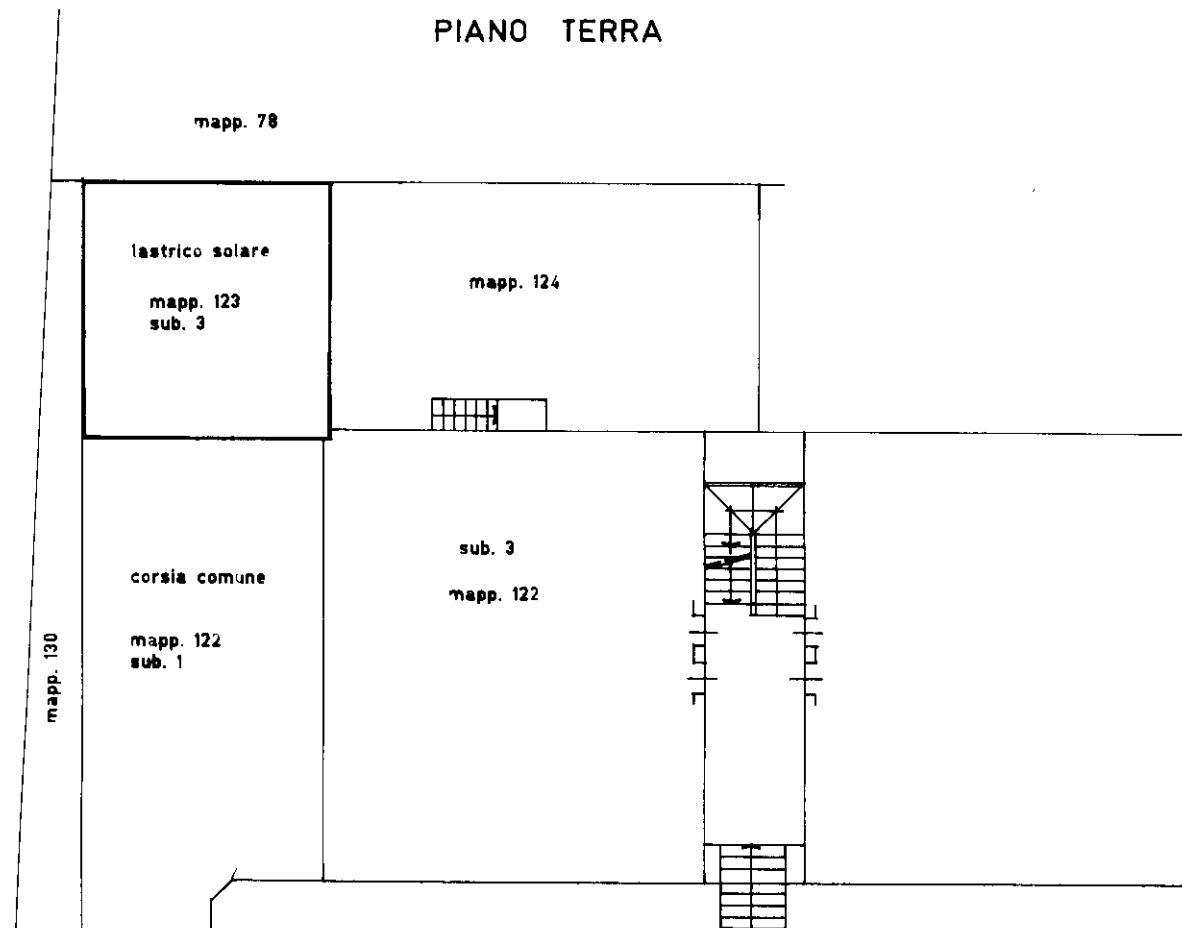 PIANO TERRA
mapp. 78
lastrico solare
mapp. 123
sub. 3
mapp. 124
sub. 3
mapp. 122
corsia comune
mapp. 122
sub. 1
mapp. 130